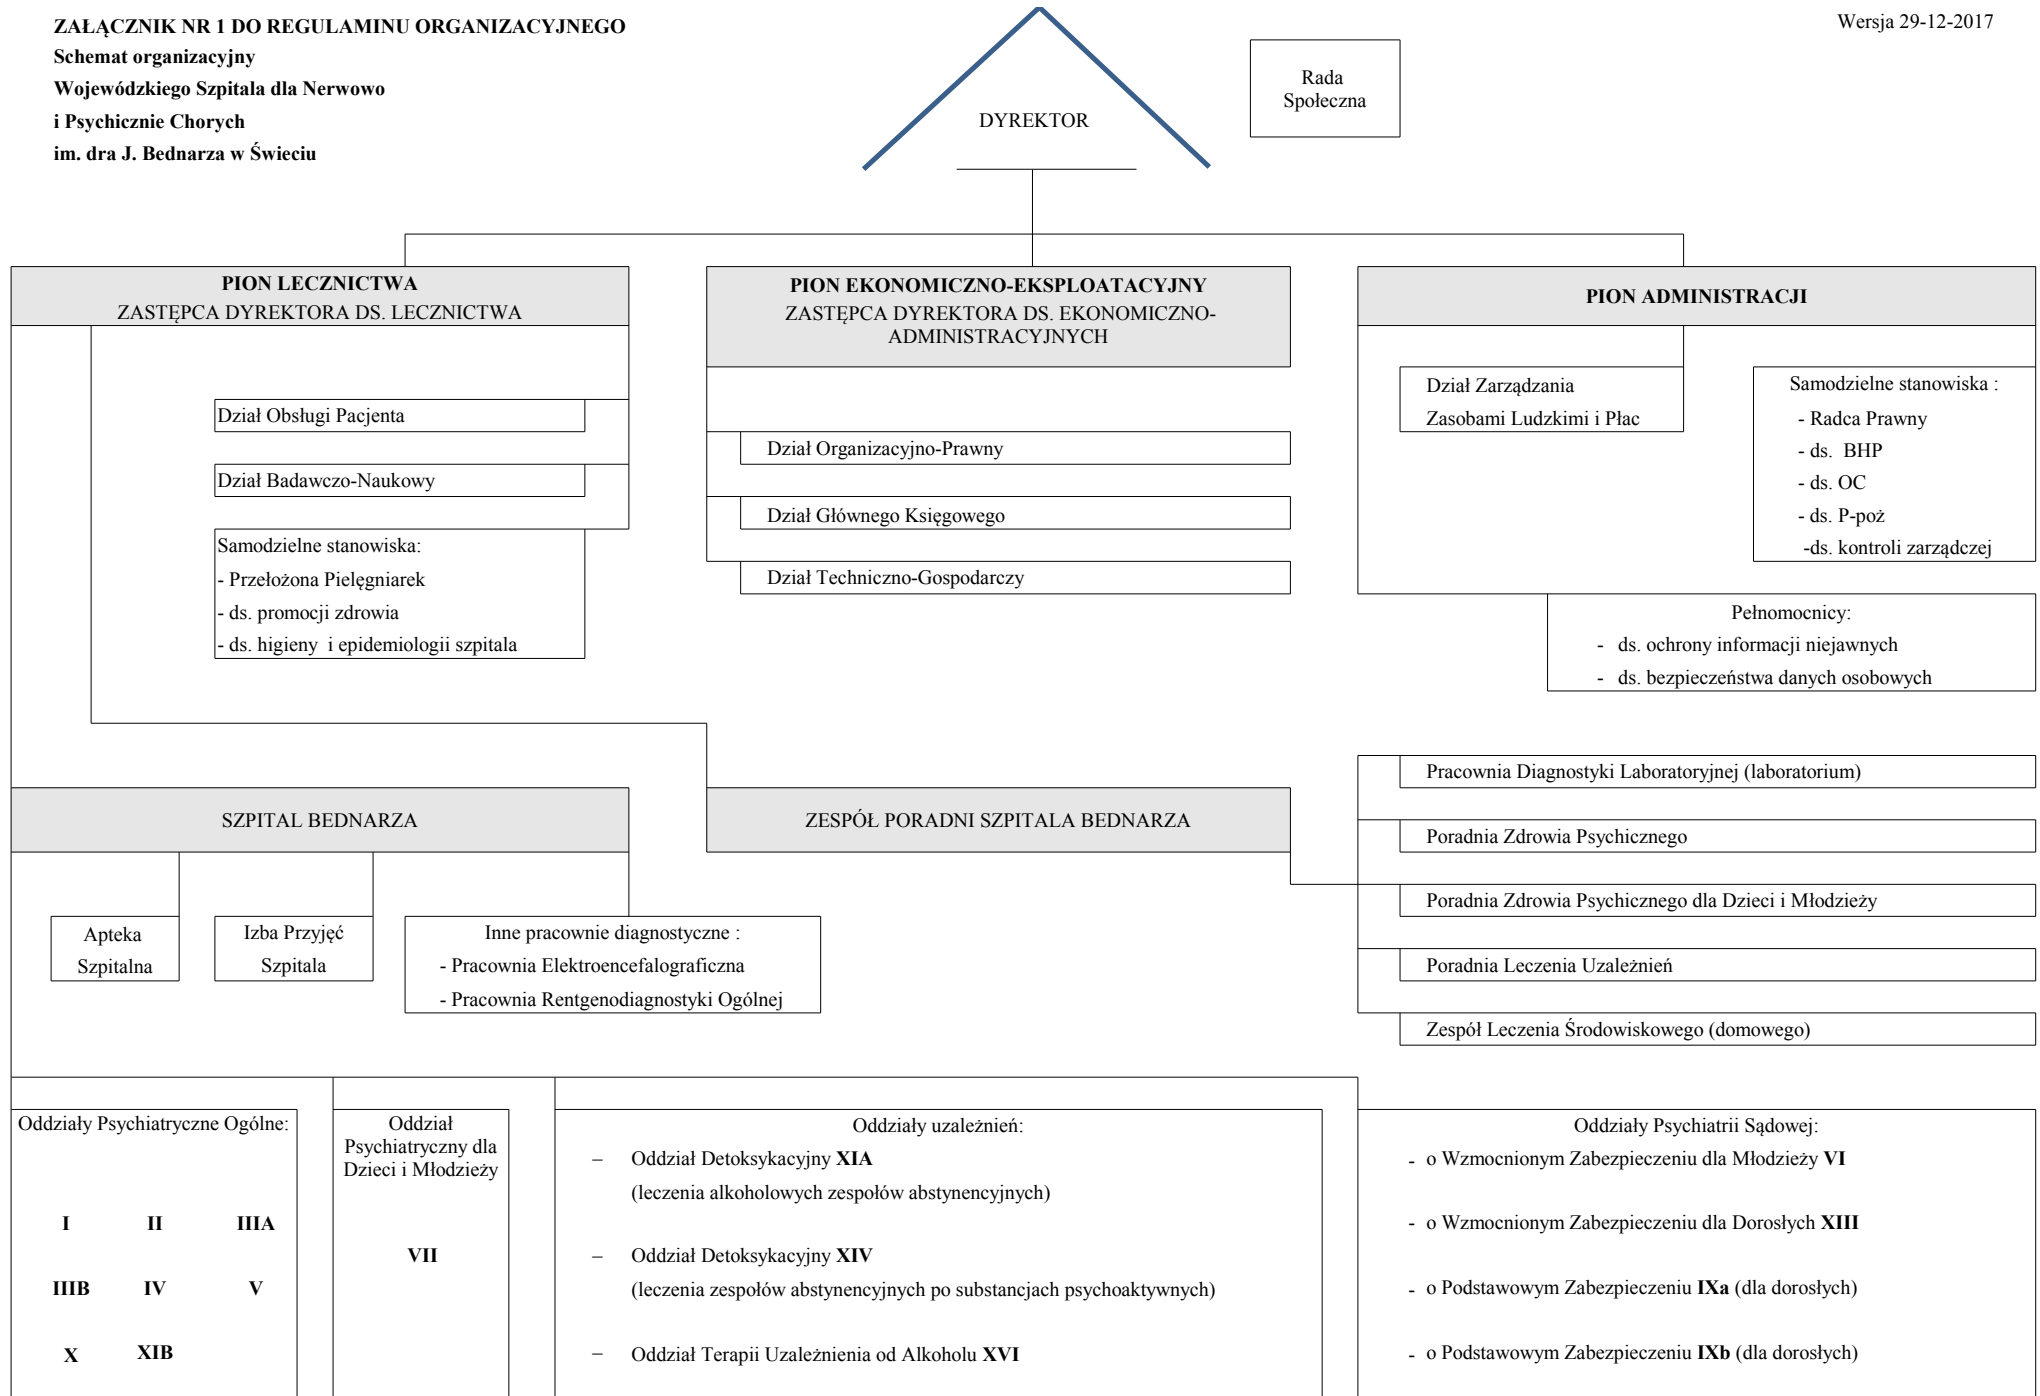 ZAŁĄCZNIK NR 1 DO REGULAMINU ORGANIZACYJNEGO
Schemat organizacyjny
Wojewódzkiego Szpitala dla Nerwowo
i Psychicznie Chorych
im. dra J. Bednarza w Świeciu
Wersja 29-12-2017
DYREKTOR
Rada
Społeczna
PION LECZNICTWA
ZASTĘPCA DYREKTORA DS. LECZNICTWA
PION EKONOMICZNO-EKSPLOATACYJNY
ZASTĘPCA DYREKTORA DS. EKONOMICZNO-
ADMINISTRACYJNYCH
PION ADMINISTRACJI
Dział Obsługi Pacjenta
Dział Badawczo-Naukowy
Samodzielne stanowiska:
- Przełożona Pielęgniarek
- ds. promocji zdrowia
- ds. higieny i epidemiologii szpitala
Dział Organizacyjno-Prawny
Dział Głównego Księgowego
Dział Techniczno-Gospodarczy
Dział Zarządzania
Zasobami Ludzkimi i Płac
Samodzielne stanowiska :
- Radca Prawny
- ds. BHP
- ds. OC
- ds. P-poż
-ds. kontroli zarządczej
Pełnomocnicy:
- ds. ochrony informacji niejawnych
- ds. bezpieczeństwa danych osobowych
SZPITAL BEDNARZA
ZESPÓŁ PORADNI SZPITALA BEDNARZA
Pracownia Diagnostyki Laboratoryjnej (laboratorium)
Poradnia Zdrowia Psychicznego
Poradnia Zdrowia Psychicznego dla Dzieci i Młodzieży
Poradnia Leczenia Uzależnień
Zespół Leczenia Środowiskowego (domowego)
Apteka
Szpitalna
Izba Przyjęć
Szpitala
Inne pracownie diagnostyczne :
- Pracownia Elektroencefalograficzna
- Pracownia Rentgenodiagnostyki Ogólnej
Oddziały Psychiatryczne Ogólne:
I II IIIA
IIIB IV V
X XIB
Oddział
Psychiatryczny dla
Dzieci i Młodzieży
VII
Oddziały uzależnień:
– Oddział Detoksykacyjny XIA
(leczenia alkoholowych zespołów abstynencyjnych)
– Oddział Detoksykacyjny XIV
(leczenia zespołów abstynencyjnych po substancjach psychoaktywnych)
– Oddział Terapii Uzależnienia od Alkoholu XVI
Oddziały Psychiatrii Sądowej:
- o Wzmocnionym Zabezpieczeniu dla Młodzieży VI
- o Wzmocnionym Zabezpieczeniu dla Dorosłych XIII
- o Podstawowym Zabezpieczeniu IXa (dla dorosłych)
- o Podstawowym Zabezpieczeniu IXb (dla dorosłych)